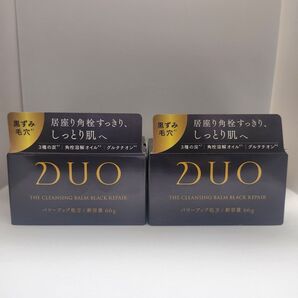 黒ずみ
毛穴
居座り角栓すっきり、
しっとり肌へ
3種の炭 角栓溶解オイル グルタチオン
DUO
THE CLEANSING BALM BLACK REPAIR
パワーアップ処方/新容量 66g
黒ずみ
毛穴
居座り角栓すっきり、
しっとり肌へ
3種の炭 角栓溶解オイル グルタチオン
DUO
THE CLEANSING BALM BLACK REPAIR
パワーアップ処方/新容量 66g